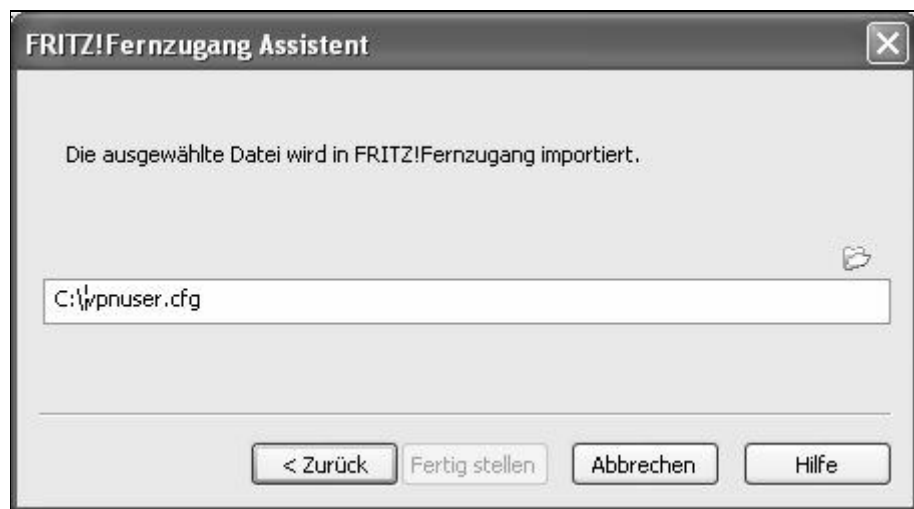 FRITZ!Fernzugang Assistent
Die ausgewählte Datei wird in FRITZ!Fernzugang importiert.
C:\vpnuser.cfg
< Zurück Fertig stellen Abbrechen Hilfe